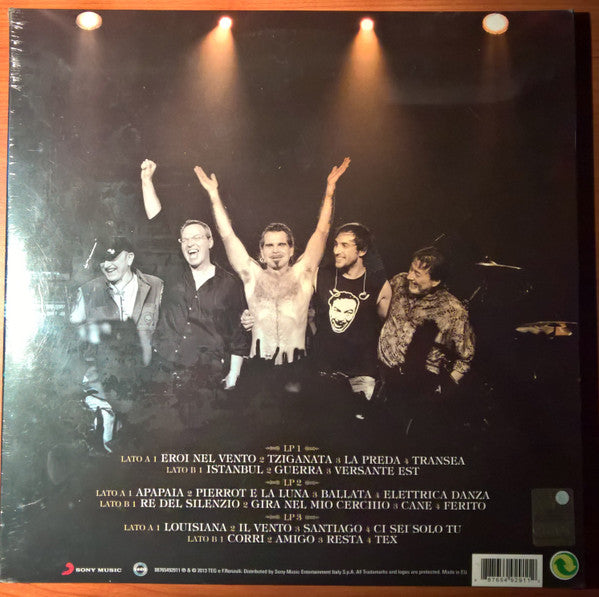 LP 1
LATO A 1 EROI NEL VENTO 2 TZIGANATA 3 LA PREDA 4 TRANSEA
LATO B 1 ISTANBUL 2 GUERRA 3 VERSANTE EST
LP 2
LATO A 1 APAPAIA 2 PIERROT E LA LUNA 3 BALLATA 4 ELETTRICA DANZA
LATO B 1 RE DEL SILENZIO 2 GIRA NEL MIO CERCHIO 3 CANE 4 FERITO
LP 3
LATO A 1 LOUISIANA 2 IL VENTO 3 SANTIAGO 4 CI SEI SOLO TU
LATO B 1 CORRI 2 AMIGO 3 RESTA 4 TEX
SONY MUSIC
88765492911 ℗ & © 2013 TEG e F.Renzulli. Distributed by Sony Music Entertainment Italy S.p.A. All Trademarks and logos are protected. Made in EU